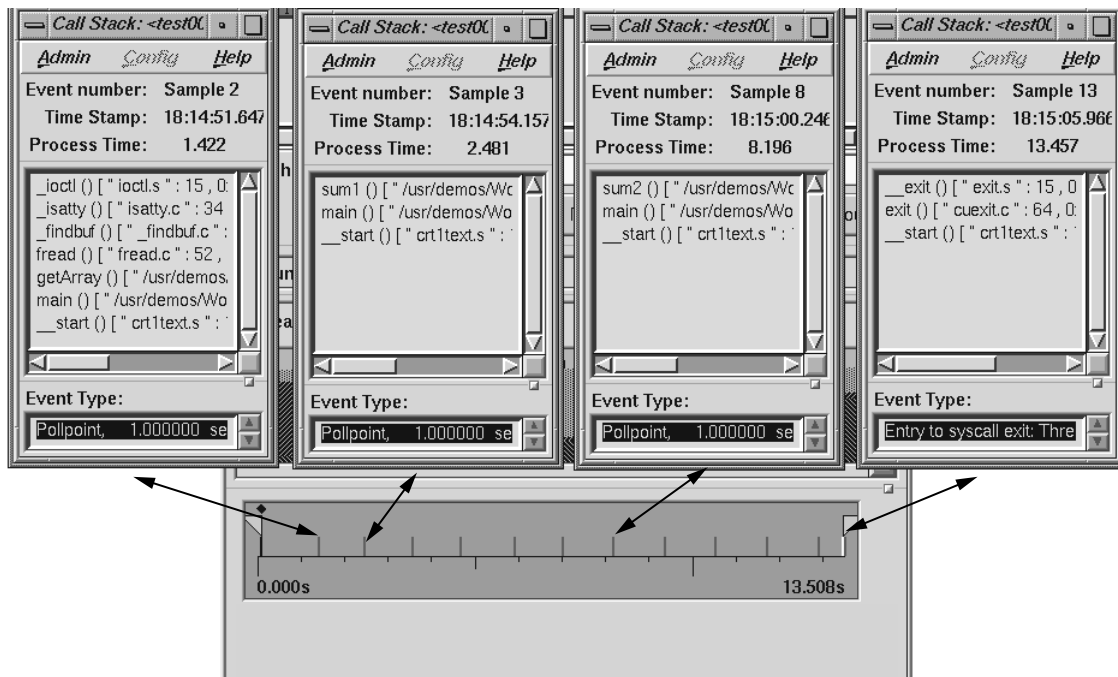 Call Stack: <test0(
Admin Config Help
Event number: Sample 2
Time Stamp: 18:14:51.647
Process Time: 1.422
_ioctl () [ " ioctl.s " : 15 , 0:
_isatty () [ " isatty.c " : 34
_findbuf () [ " _findbuf.c " :
fread () [ " fread.c " : 52 ,
getArray () [ " /usr/demos/
main () [ " /usr/demos/Wo
__start () [ " crt1text.s " :
Event Type:
Pollpoint, 1.000000 se
Call Stack: <test0(
Admin Config Help
Event number: Sample 3
Time Stamp: 18:14:54.157
Process Time: 2.481
sum1 () [ " /usr/demos/Wo
main () [ " /usr/demos/Wo
__start () [ " crt1text.s " :
Event Type:
Pollpoint, 1.000000 se
Call Stack: <test0(
Admin Config Help
Event number: Sample 8
Time Stamp: 18:15:00.246
Process Time: 8.196
sum2 () [ " /usr/demos/Wo
main () [ " /usr/demos/Wo
__start () [ " crt1text.s " :
Event Type:
Pollpoint, 1.000000 se
Call Stack: <test0(
Admin Config Help
Event number: Sample 13
Time Stamp: 18:15:05.966
Process Time: 13.457
__exit () [ " exit.s " : 15 , 0
exit () [ " cuexit.c " : 64 , 0:
__start () [ " crt1text.s " :
Event Type:
Entry to syscall exit: Thre
0.000s 13.508s